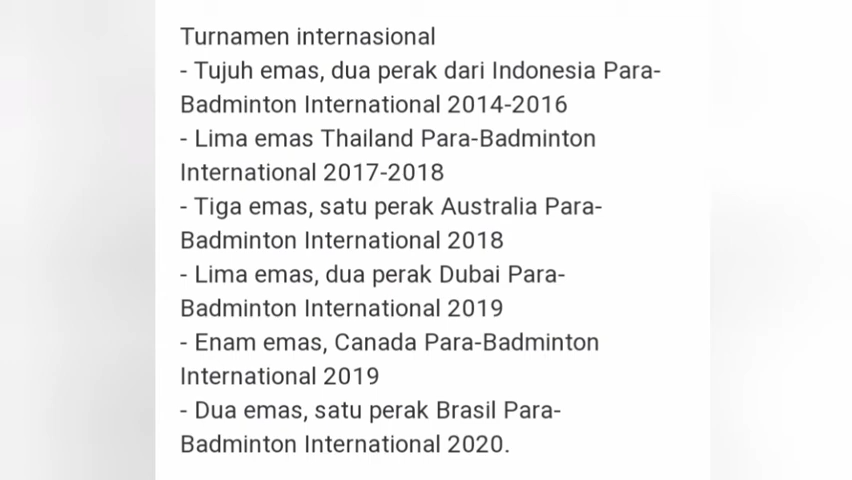 Turnamen internasional
- Tujuh emas, dua perak dari Indonesia Para-
Badminton International 2014-2016
- Lima emas Thailand Para-Badminton
International 2017-2018
- Tiga emas, satu perak Australia Para-
Badminton International 2018
- Lima emas, dua perak Dubai Para-
Badminton International 2019
- Enam emas, Canada Para-Badminton
International 2019
- Dua emas, satu perak Brasil Para-
Badminton International 2020.